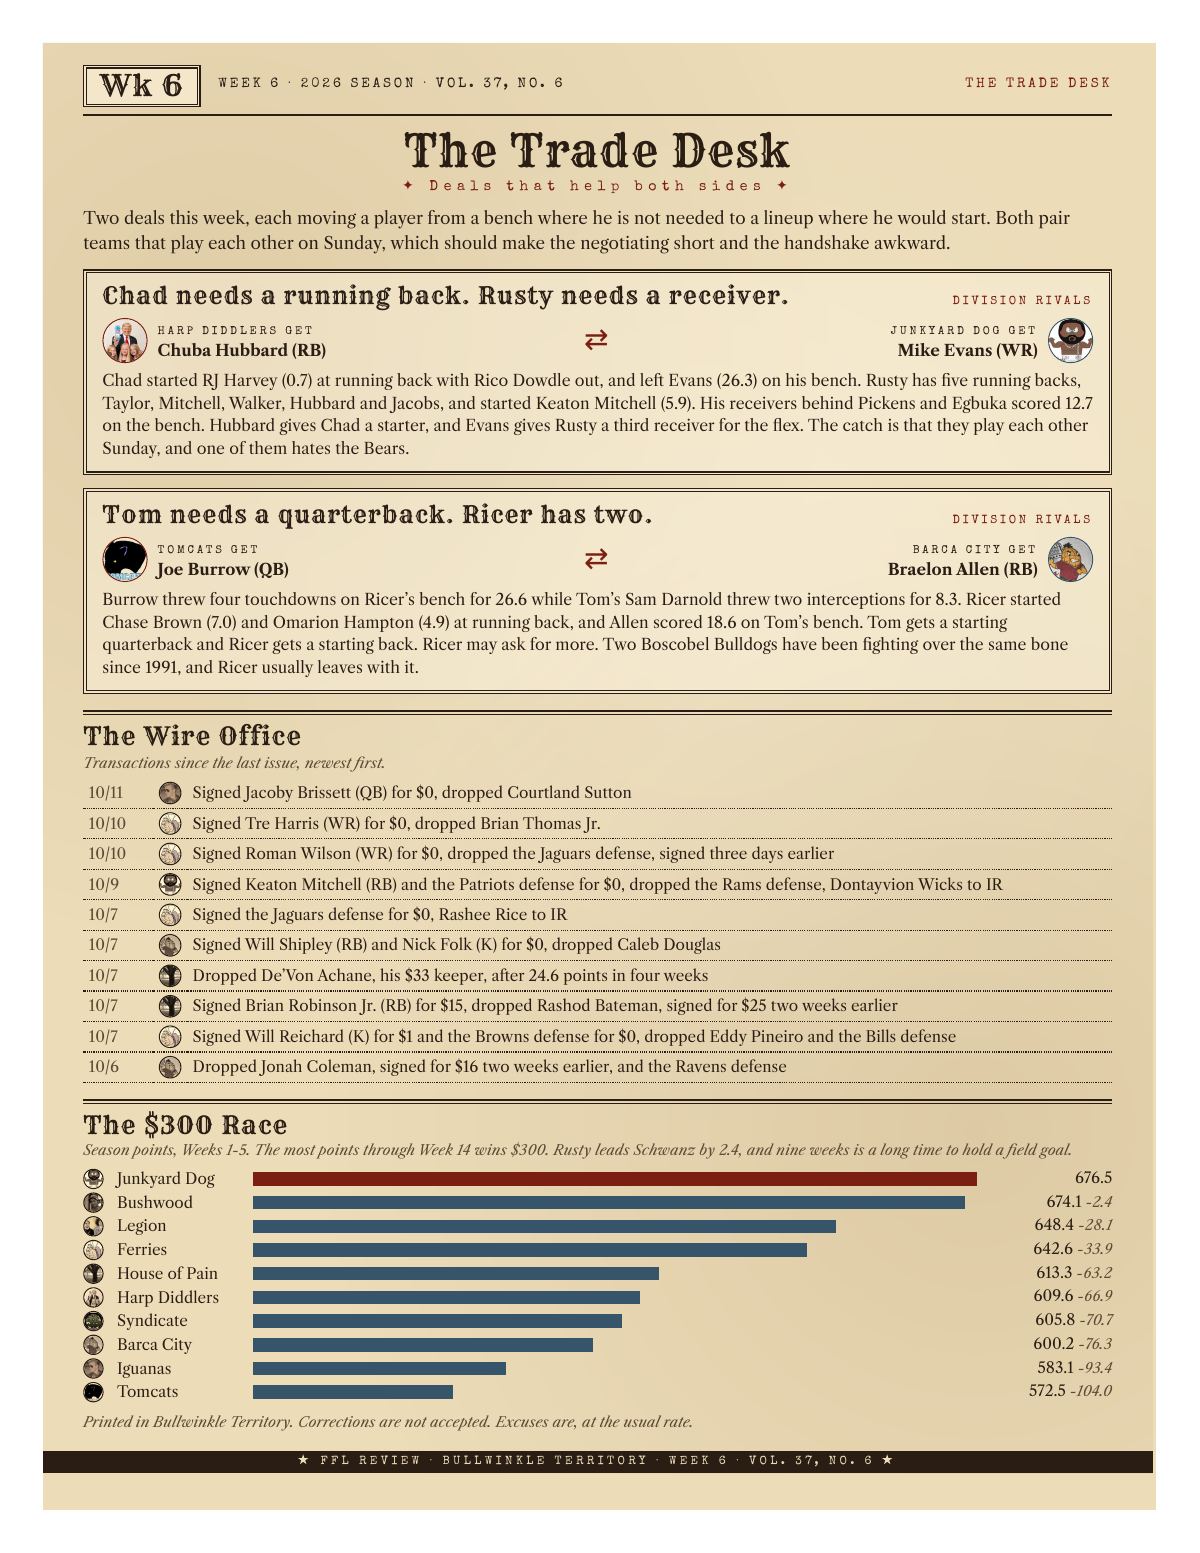 Wk 6
WEEK 6 · 2026 SEASON · VOL. 37, NO. 6
THE TRADE DESK
The Trade Desk
✦ Deals that help both sides ✦
Two deals this week, each moving a player from a bench where he is not needed to a lineup where he would start. Both pair
teams that play each other on Sunday, which should make the negotiating short and the handshake awkward.
Chad needs a running back. Rusty needs a receiver.
DIVISION RIVALS
HARP DIDDLERS GET
Chuba Hubbard (RB)
⇄
JUNKYARD DOG GET
Mike Evans (WR)
Chad started RJ Harvey (0.7) at running back with Rico Dowdle out, and left Evans (26.3) on his bench. Rusty has five running backs,
Taylor, Mitchell, Walker, Hubbard and Jacobs, and started Keaton Mitchell (5.9). His receivers behind Pickens and Egbuka scored 12.7
on the bench. Hubbard gives Chad a starter, and Evans gives Rusty a third receiver for the flex. The catch is that they play each other
Sunday, and one of them hates the Bears.
Tom needs a quarterback. Ricer has two.
DIVISION RIVALS
TOMCATS GET
Joe Burrow (QB)
⇄
BARCA CITY GET
Braelon Allen (RB)
Burrow threw four touchdowns on Ricer’s bench for 26.6 while Tom’s Sam Darnold threw two interceptions for 8.3. Ricer started
Chase Brown (7.0) and Omarion Hampton (4.9) at running back, and Allen scored 18.6 on Tom’s bench. Tom gets a starting
quarterback and Ricer gets a starting back. Ricer may ask for more. Two Boscobel Bulldogs have been fighting over the same bone
since 1991, and Ricer usually leaves with it.
The Wire Office
Transactions since the last issue, newest first.
10/11 Signed Jacoby Brissett (QB) for $0, dropped Courtland Sutton
10/10 Signed Tre Harris (WR) for $0, dropped Brian Thomas Jr.
10/10 Signed Roman Wilson (WR) for $0, dropped the Jaguars defense, signed three days earlier
10/9 Signed Keaton Mitchell (RB) and the Patriots defense for $0, dropped the Rams defense, Dontayvion Wicks to IR
10/7 Signed the Jaguars defense for $0, Rashee Rice to IR
10/7 Signed Will Shipley (RB) and Nick Folk (K) for $0, dropped Caleb Douglas
10/7 Dropped De’Von Achane, his $33 keeper, after 24.6 points in four weeks
10/7 Signed Brian Robinson Jr. (RB) for $15, dropped Rashod Bateman, signed for $25 two weeks earlier
10/7 Signed Will Reichard (K) for $1 and the Browns defense for $0, dropped Eddy Pineiro and the Bills defense
10/6 Dropped Jonah Coleman, signed for $16 two weeks earlier, and the Ravens defense
The $300 Race
Season points, Weeks 1-5. The most points through Week 14 wins $300. Rusty leads Schwanz by 2.4, and nine weeks is a long time to hold a field goal.
Junkyard Dog 676.5
Bushwood 674.1 -2.4
Legion 648.4 -28.1
Ferries 642.6 -33.9
House of Pain 613.3 -63.2
Harp Diddlers 609.6 -66.9
Syndicate 605.8 -70.7
Barca City 600.2 -76.3
Iguanas 583.1 -93.4
Tomcats 572.5 -104.0
Printed in Bullwinkle Territory. Corrections are not accepted. Excuses are, at the usual rate.
★ FFL REVIEW · BULLWINKLE TERRITORY · WEEK 6 · VOL. 37, NO. 6 ★